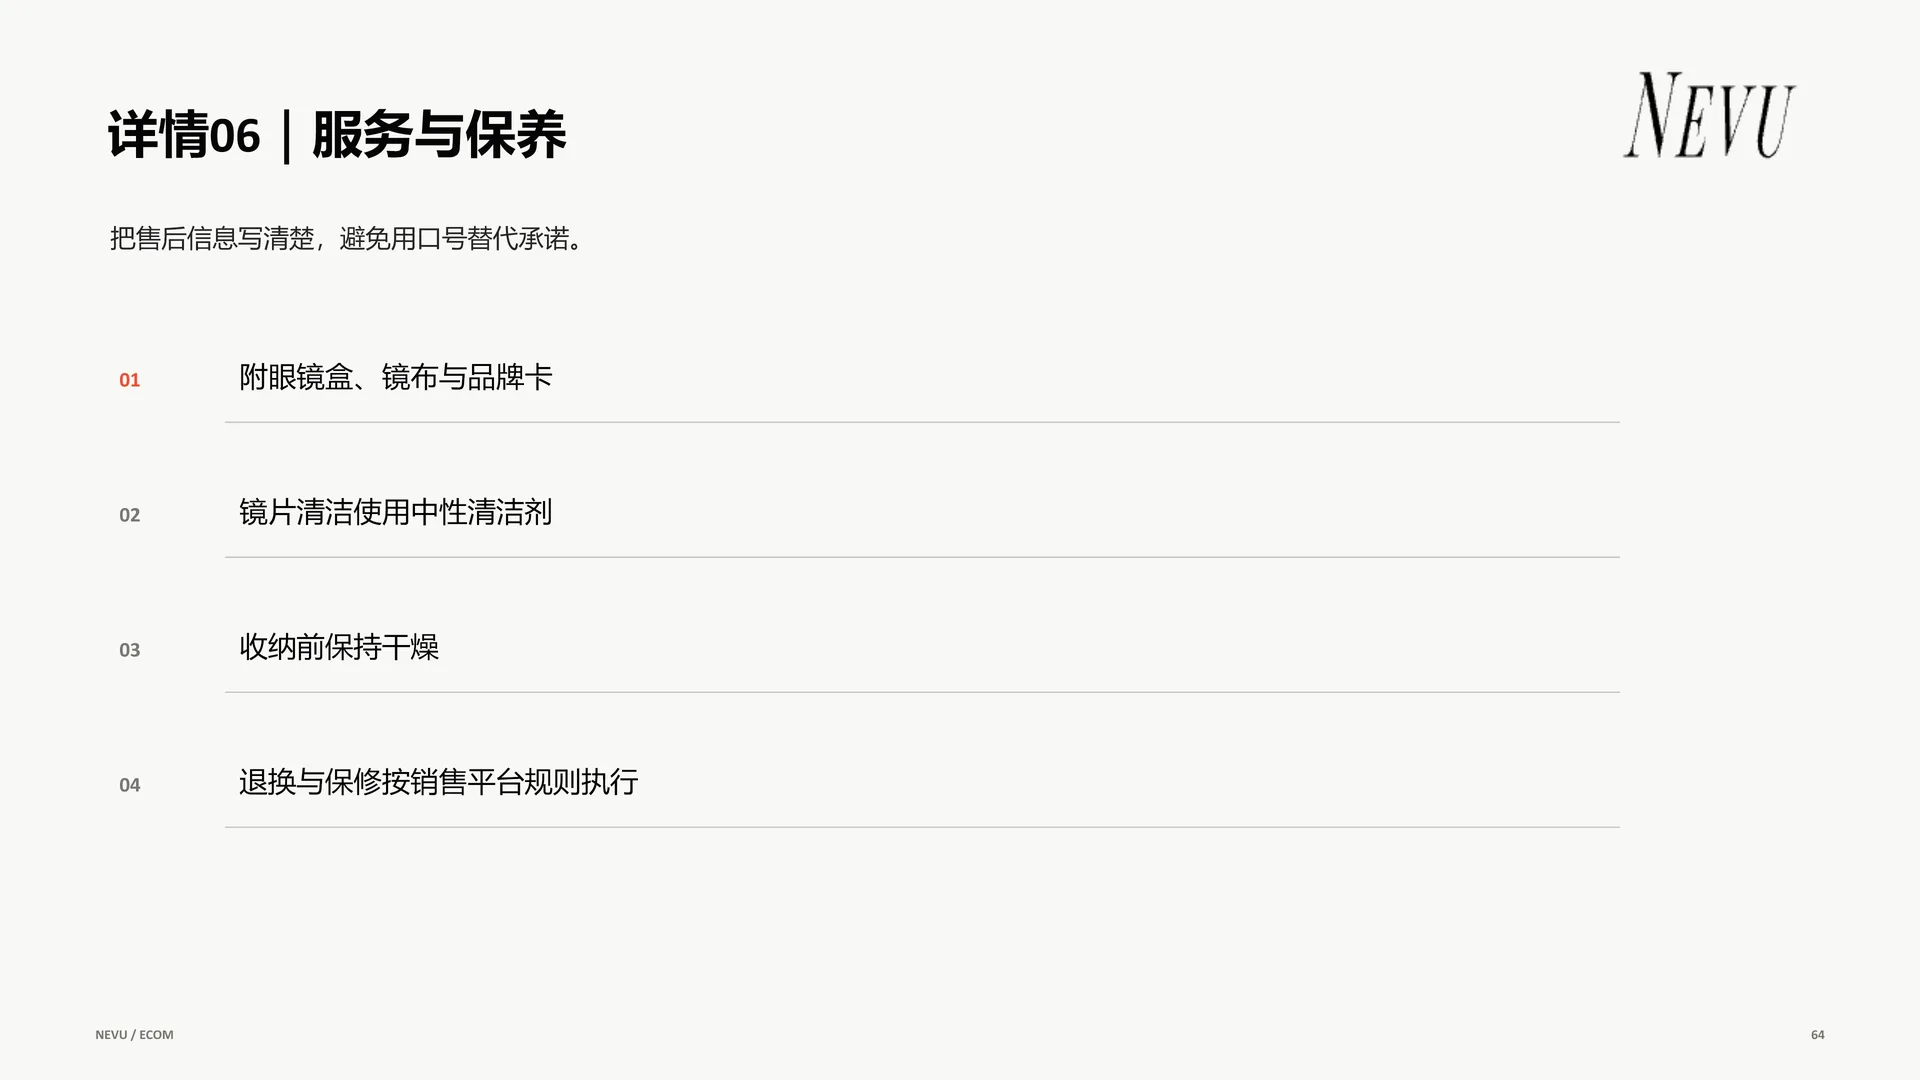 详情06｜服务与保养
NEVU
把售后信息写清楚，避免用口号替代承诺。
01 附眼镜盒、镜布与品牌卡
02 镜片清洁使用中性清洁剂
03 收纳前保持干燥
04 退换与保修按销售平台规则执行
NEVU / ECOM
64